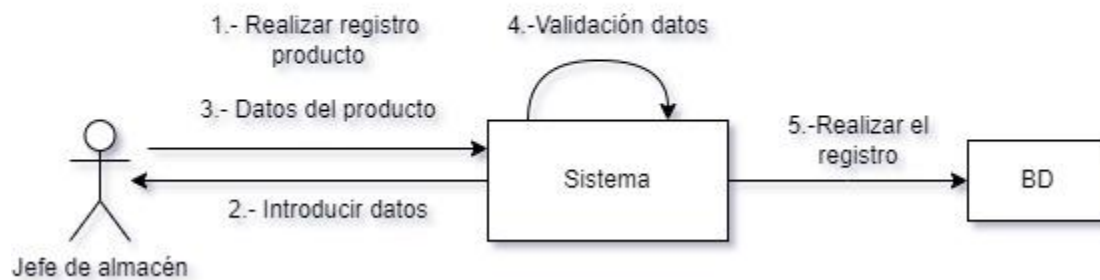 1.- Realizar registro
producto
4.-Validación datos
3.- Datos del producto
5.-Realizar el
registro
Sistema
BD
2.- Introducir datos
Jefe de almacén